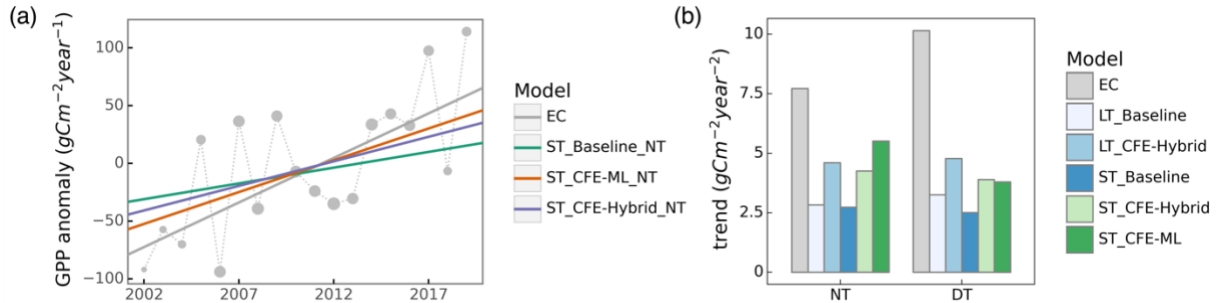 (a)
GPP anomaly (gCm⁻²year⁻¹)
100
50
0
−50
−100
2002
2007
2012
2017
Model
EC
ST_Baseline_NT
ST_CFE-ML_NT
ST_CFE-Hybrid_NT
(b)
trend (gCm⁻²year⁻²)
10
7.5
5
2.5
0
NT
DT
Model
EC
LT_Baseline
LT_CFE-Hybrid
ST_Baseline
ST_CFE-Hybrid
ST_CFE-ML